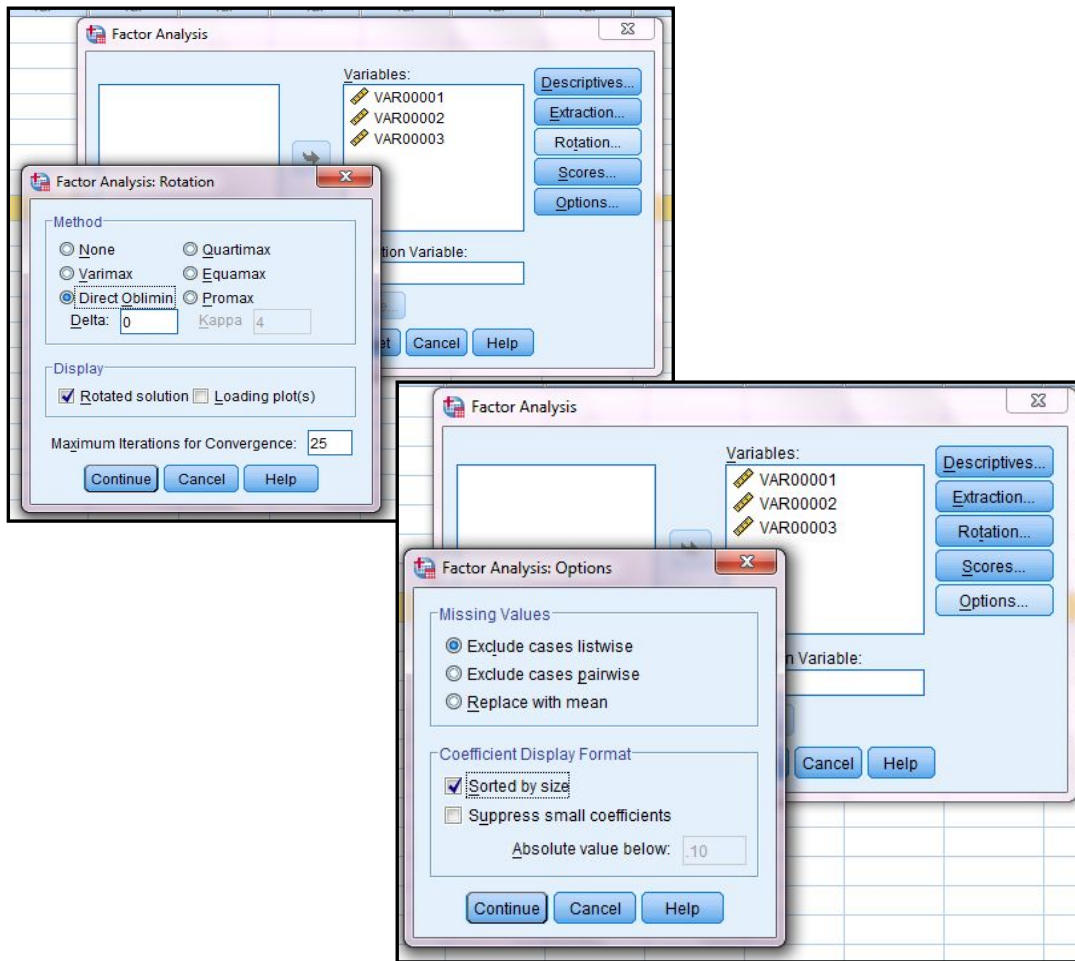 Factor Analysis
Variables:
VAR00001
VAR00002
VAR00003
Descriptives...
Extraction...
Rotation...
Scores...
Options...
Factor Analysis: Rotation
Method
None
Quartimax
Varimax
Equamax
Direct Oblimin
Promax
Delta: 0
Kappa 4
Display
Rotated solution
Loading plot(s)
Maximum Iterations for Convergence: 25
Continue
Cancel
Help
Variable:
Cancel
Help
Factor Analysis
Variables:
VAR00001
VAR00002
VAR00003
Descriptives...
Extraction...
Rotation...
Scores...
Options...
Factor Analysis: Options
Missing Values
Exclude cases listwise
Exclude cases pairwise
Replace with mean
Coefficient Display Format
Sorted by size
Suppress small coefficients
Absolute value below: .10
Continue
Cancel
Help
Variable:
Cancel
Help